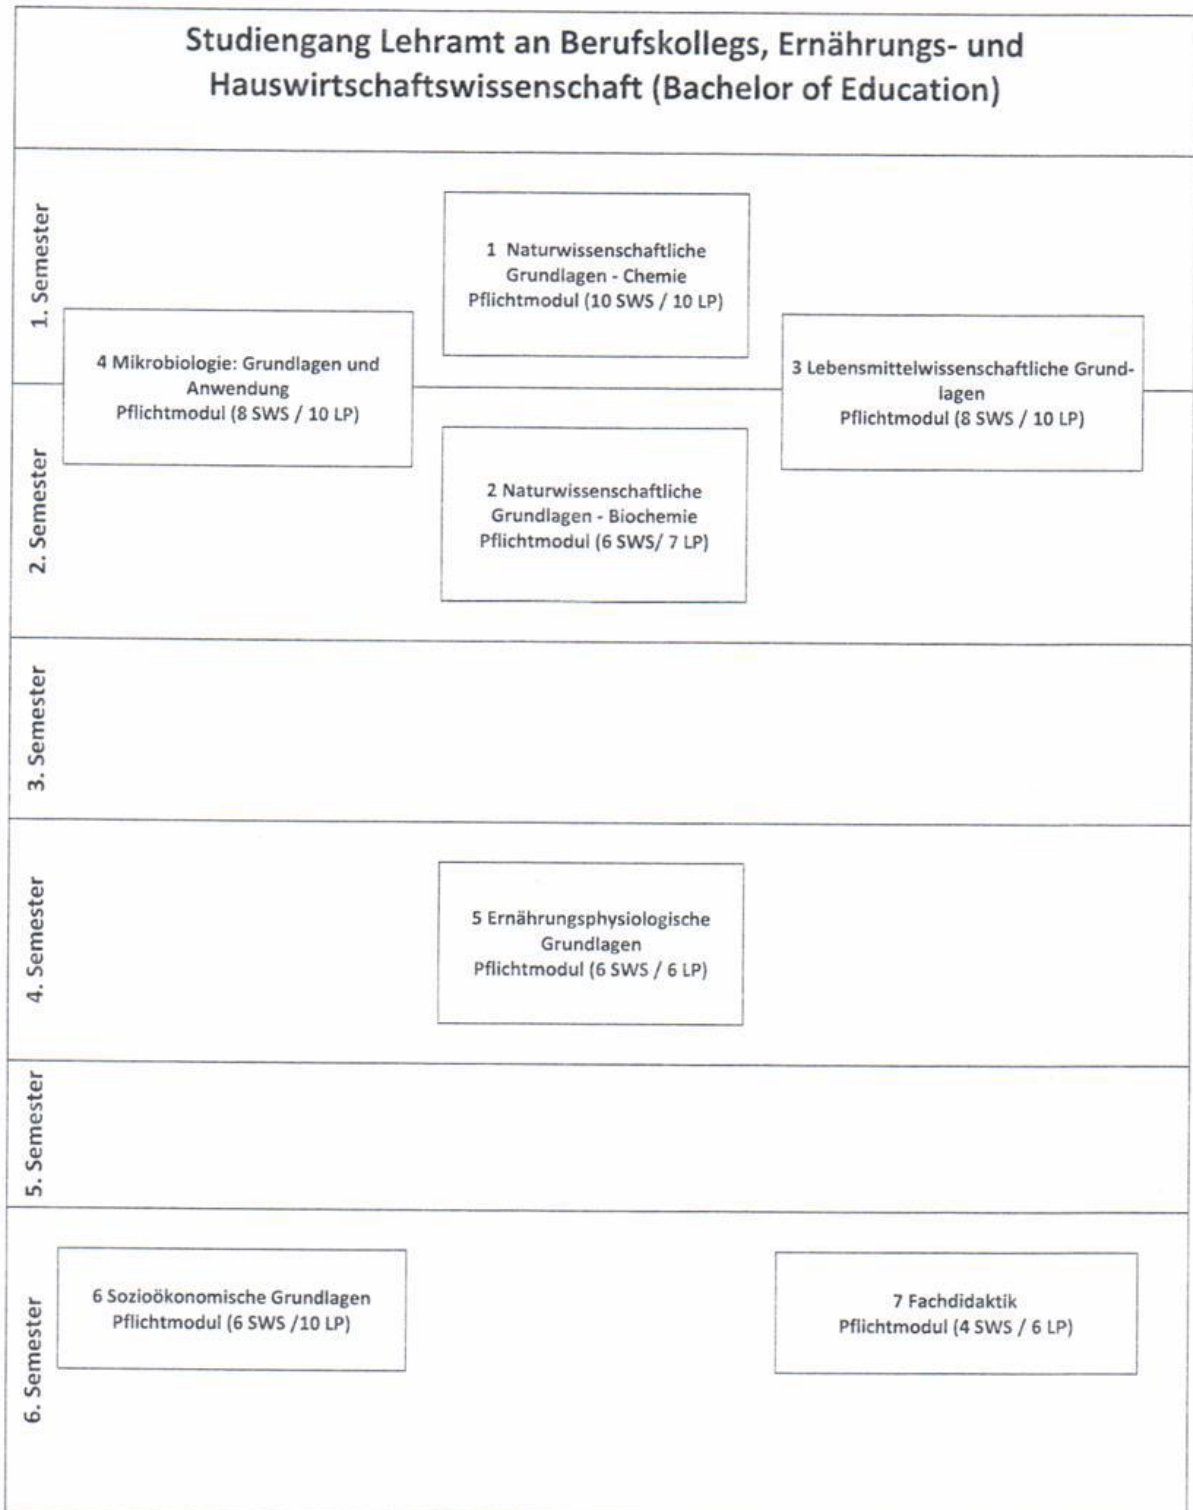 Studiengang Lehramt an Berufskollegs, Ernährungs- und
Hauswirtschaftswissenschaft (Bachelor of Education)
1. Semester
1 Naturwissenschaftliche
Grundlagen - Chemie
Pflichtmodul (10 SWS / 10 LP)
4 Mikrobiologie: Grundlagen und
Anwendung
Pflichtmodul (8 SWS / 10 LP)
3 Lebensmittelwissenschaftliche Grund-
lagen
Pflichtmodul (8 SWS / 10 LP)
2. Semester
2 Naturwissenschaftliche
Grundlagen - Biochemie
Pflichtmodul (6 SWS/ 7 LP)
3. Semester
4. Semester
5 Ernährungsphysiologische
Grundlagen
Pflichtmodul (6 SWS / 6 LP)
5. Semester
6. Semester
6 Sozioökonomische Grundlagen
Pflichtmodul (6 SWS /10 LP)
7 Fachdidaktik
Pflichtmodul (4 SWS / 6 LP)